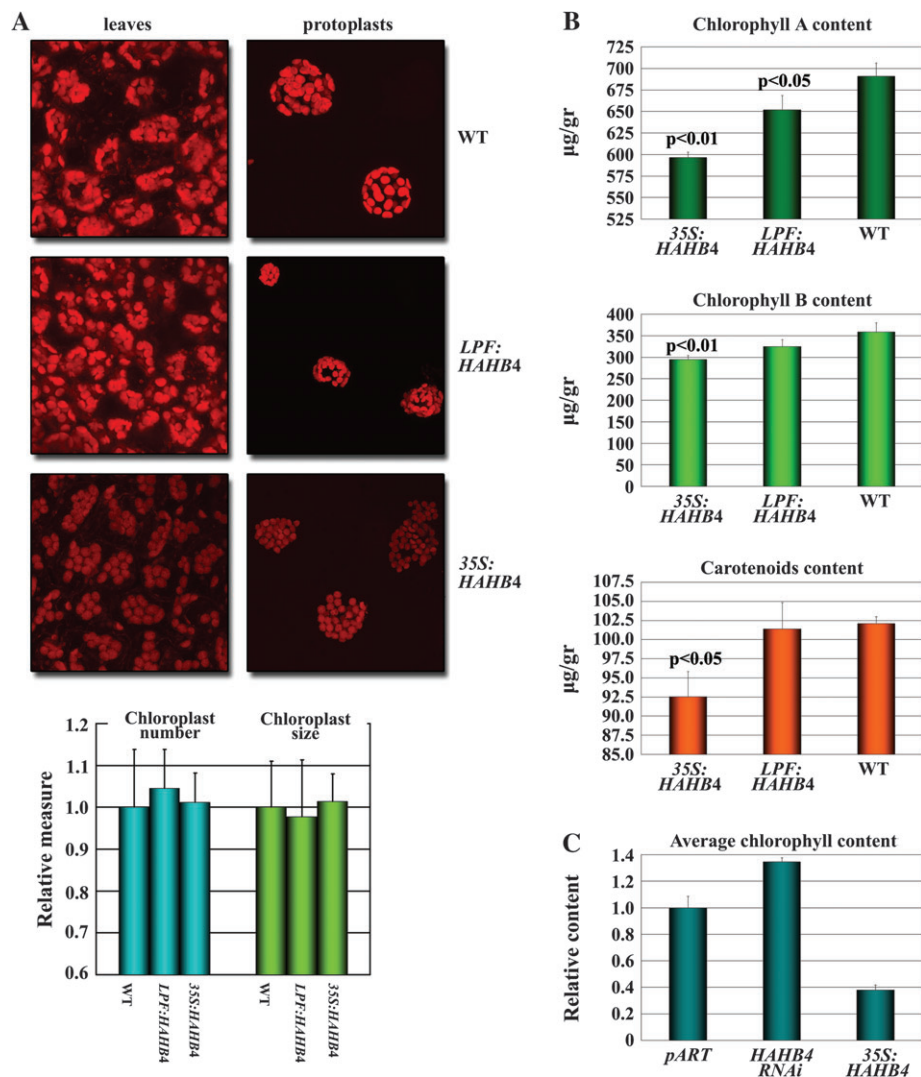 A
leaves
protoplasts
WT
LPF:
HAHB4
35S:
HAHB4
1.2
1.1
1.0
0.9
0.8
0.7
0.6
Relative measure
Chloroplast
number
Chloroplast
size
WT
LPF:HAHB4
35S:HAHB4
WT
LPF:HAHB4
35S:HAHB4
B
Chlorophyll A content
725
700
675
650
625
600
575
550
525
µg/gr
p<0.01
p<0.05
35S:
HAHB4
LPF:
HAHB4
WT
Chlorophyll B content
400
350
300
250
200
150
100
50
0
µg/gr
p<0.01
35S:
HAHB4
LPF:
HAHB4
WT
Carotenoids content
107.5
105.0
102.5
100.0
97.5
95.0
92.5
90.0
87.5
85.0
µg/gr
p<0.05
35S:
HAHB4
LPF:
HAHB4
WT
C
Average chlorophyll content
1.4
1.2
1.0
0.8
0.6
0.4
0.2
0
Relative content
pART
HAHB4
RNAi
35S:
HAHB4